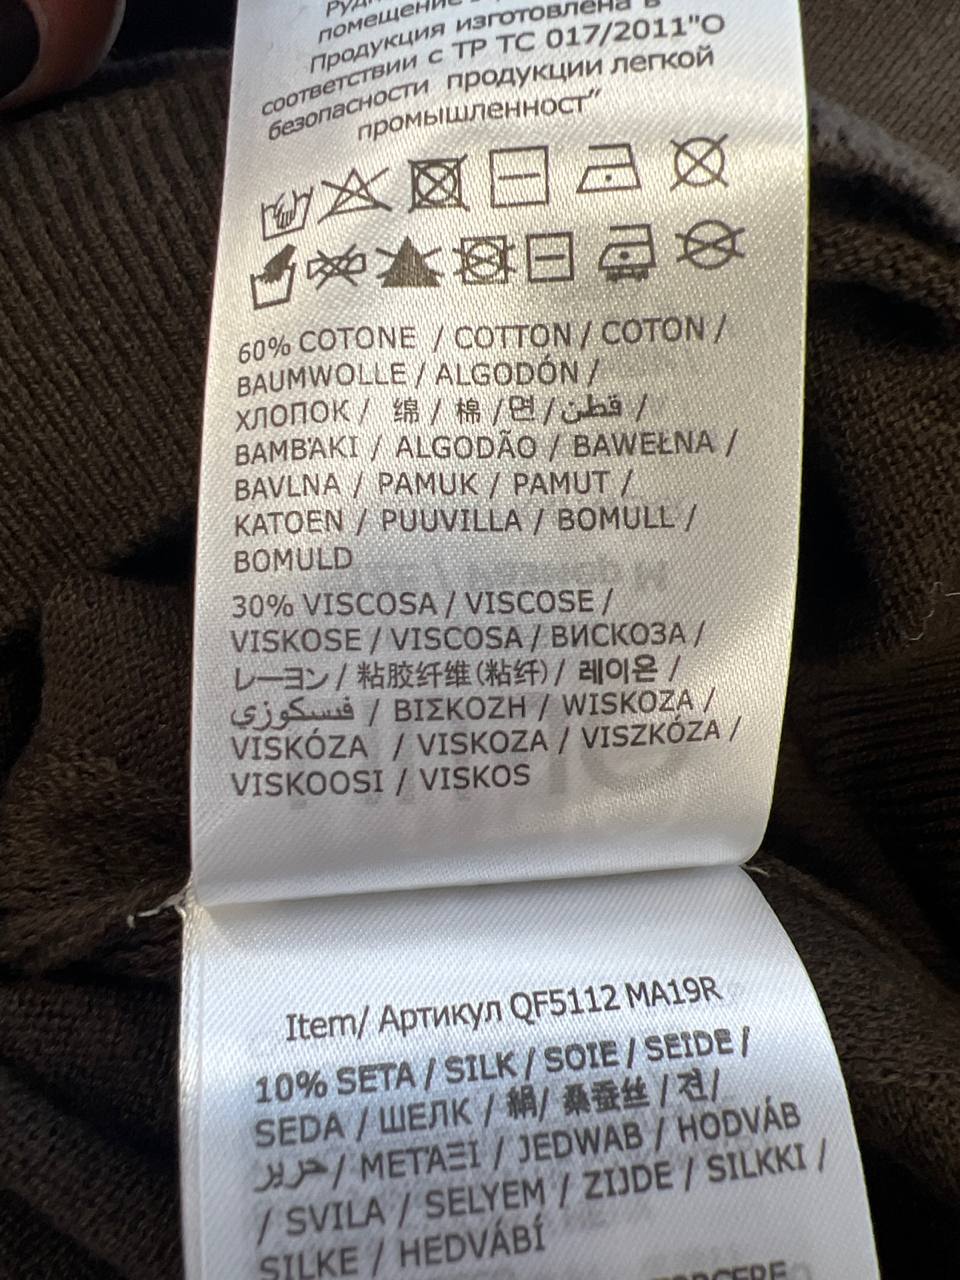 помещение
Продукция изготовлена в
соответствии с ТР ТС 017/2011"О
безопасности продукции легкой
промышленност”
60% COTONE / COTTON / COTON /
BAUMWOLLE / ALGODÓN /
ХЛОПОК / 绵 / 棉 /면/قطن /
BAMBΆKI / ALGODÃO / BAWEŁNA /
BAVLNA / PAMUK / PAMUT /
KATOEN / PUUVILLA / BOMULL /
BOMULD
30% VISCOSA / VISCOSE /
VISKOSE / VISCOSA / ВИСКОЗА /
レーヨン / 粘胶纤维(粘纤) / 레이온 /
فسكوزي / ΒΙΣΚΟΖΗ / WISKOZA /
VISKÓZA / VISKOZA / VISZKÓZA /
VISKOOSI / VISKOS
Item/ Артикул QF5112 MA19R
10% SETA / SILK / SOIE / SEIDE /
SEDA / ШЕЛК / 絹/ 桑蚕丝 / 견/
حرير / ΜΕΤΆΞΙ / JEDWAB / HODVÁB
/ SVILA / SELYEM / ZIJDE / SILKKI /
SILKE / HEDVÁBÍ